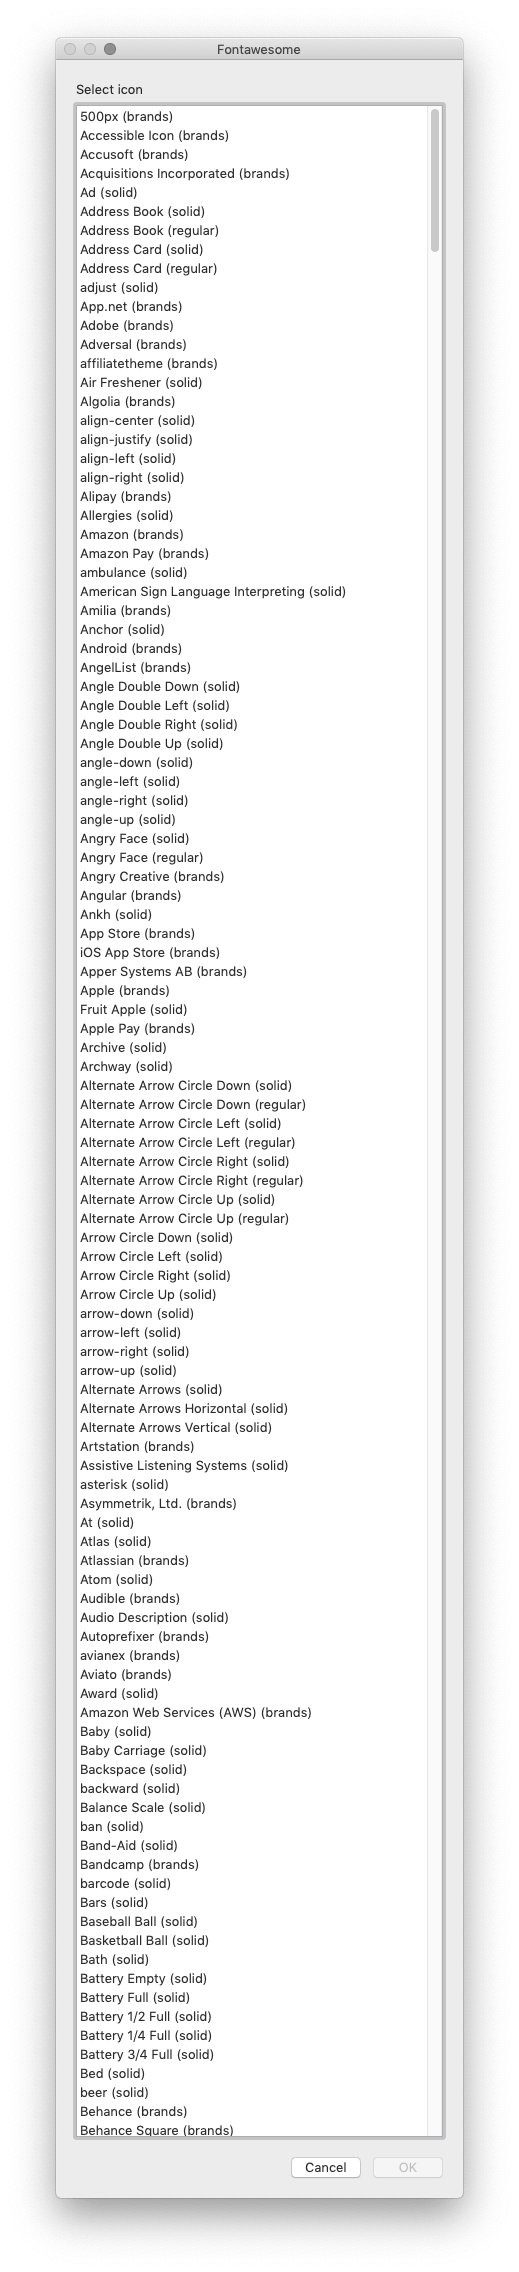 Fontawesome
Select icon
500px (brands)
Accessible Icon (brands)
Accusoft (brands)
Acquisitions Incorporated (brands)
Ad (solid)
Address Book (solid)
Address Book (regular)
Address Card (solid)
Address Card (regular)
adjust (solid)
App.net (brands)
Adobe (brands)
Adversal (brands)
affiliatetheme (brands)
Air Freshener (solid)
Algolia (brands)
align-center (solid)
align-justify (solid)
align-left (solid)
align-right (solid)
Alipay (brands)
Allergies (solid)
Amazon (brands)
Amazon Pay (brands)
ambulance (solid)
American Sign Language Interpreting (solid)
Amilia (brands)
Anchor (solid)
Android (brands)
AngelList (brands)
Angle Double Down (solid)
Angle Double Left (solid)
Angle Double Right (solid)
Angle Double Up (solid)
angle-down (solid)
angle-left (solid)
angle-right (solid)
angle-up (solid)
Angry Face (solid)
Angry Face (regular)
Angry Creative (brands)
Angular (brands)
Ankh (solid)
App Store (brands)
iOS App Store (brands)
Apper Systems AB (brands)
Apple (brands)
Fruit Apple (solid)
Apple Pay (brands)
Archive (solid)
Archway (solid)
Alternate Arrow Circle Down (solid)
Alternate Arrow Circle Down (regular)
Alternate Arrow Circle Left (solid)
Alternate Arrow Circle Left (regular)
Alternate Arrow Circle Right (solid)
Alternate Arrow Circle Right (regular)
Alternate Arrow Circle Up (solid)
Alternate Arrow Circle Up (regular)
Arrow Circle Down (solid)
Arrow Circle Left (solid)
Arrow Circle Right (solid)
Arrow Circle Up (solid)
arrow-down (solid)
arrow-left (solid)
arrow-right (solid)
arrow-up (solid)
Alternate Arrows (solid)
Alternate Arrows Horizontal (solid)
Alternate Arrows Vertical (solid)
Artstation (brands)
Assistive Listening Systems (solid)
asterisk (solid)
Asymmetrik, Ltd. (brands)
At (solid)
Atlas (solid)
Atlassian (brands)
Atom (solid)
Audible (brands)
Audio Description (solid)
Autoprefixer (brands)
avianex (brands)
Aviato (brands)
Award (solid)
Amazon Web Services (AWS) (brands)
Baby (solid)
Baby Carriage (solid)
Backspace (solid)
backward (solid)
Balance Scale (solid)
ban (solid)
Band-Aid (solid)
Bandcamp (brands)
barcode (solid)
Bars (solid)
Baseball Ball (solid)
Basketball Ball (solid)
Bath (solid)
Battery Empty (solid)
Battery Full (solid)
Battery 1/2 Full (solid)
Battery 1/4 Full (solid)
Battery 3/4 Full (solid)
Bed (solid)
beer (solid)
Behance (brands)
Behance Square (brands)
Cancel
OK